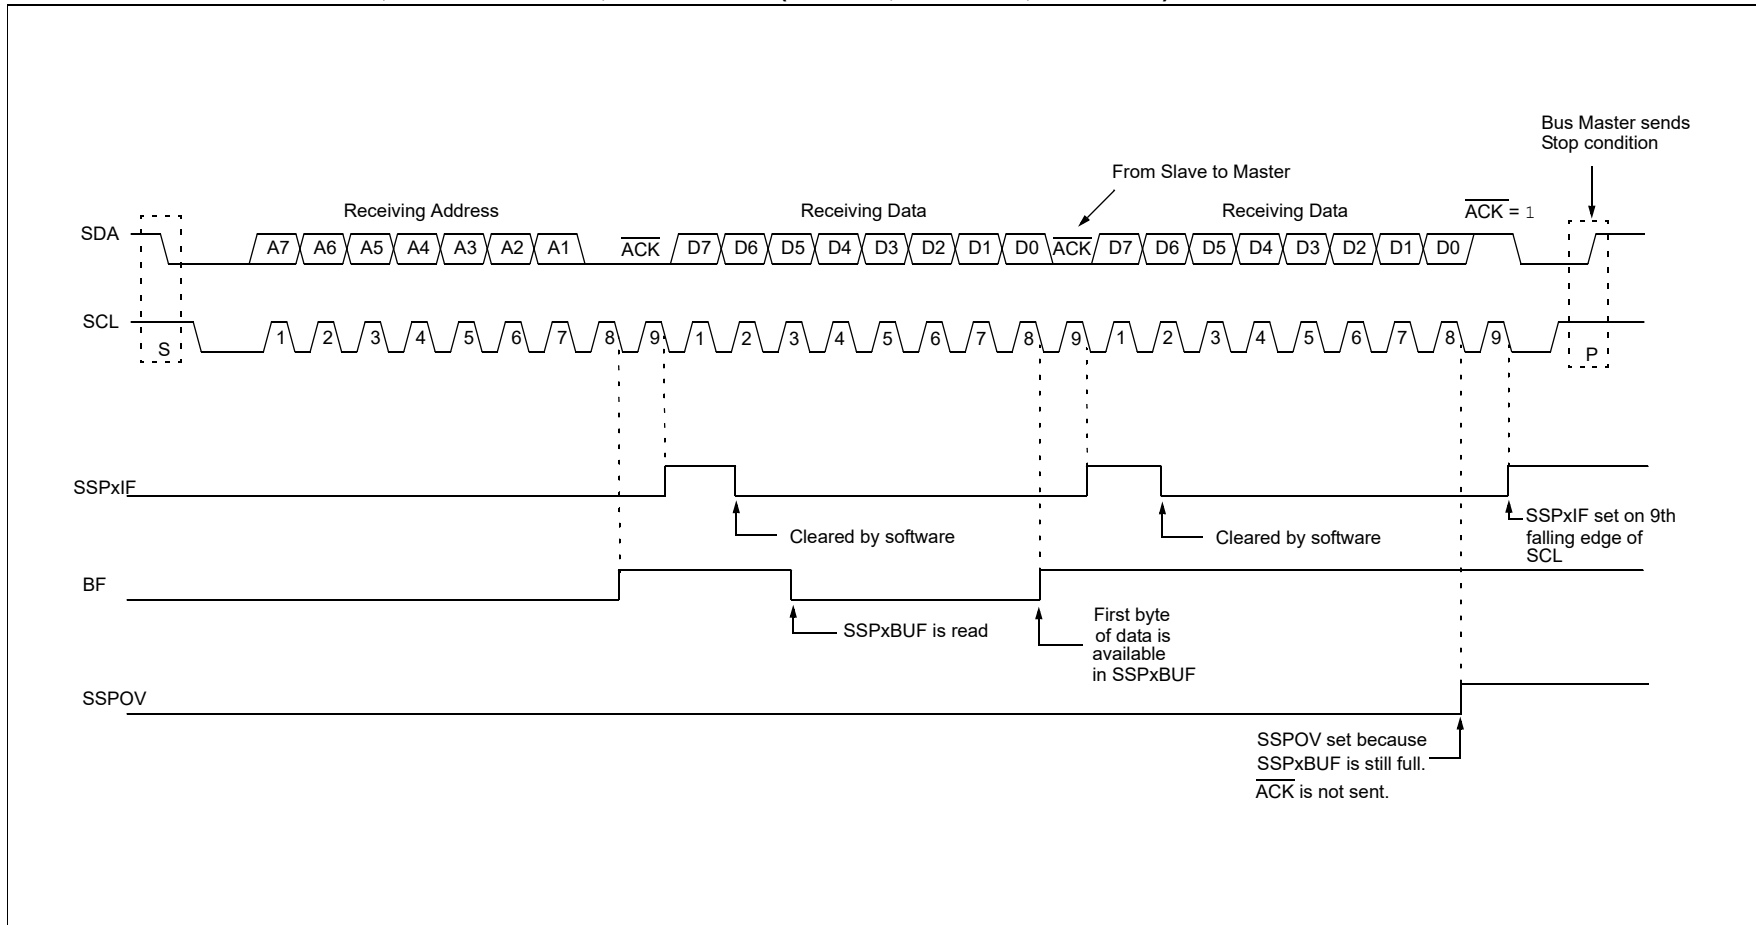 Bus Master sends
Stop condition
From Slave to Master
Receiving Address
Receiving Data
Receiving Data
ACK = 1
SDA
A7 A6 A5 A4 A3 A2 A1 ACK D7 D6 D5 D4 D3 D2 D1 D0 ACK D7 D6 D5 D4 D3 D2 D1 D0
SCL
S
1 2 3 4 5 6 7 8 9 1 2 3 4 5 6 7 8 9 1 2 3 4 5 6 7 8 9
P
SSPxIF
Cleared by software
Cleared by software
SSPxIF set on 9th
falling edge of
SCL
BF
SSPxBUF is read
First byte
of data is
available
in SSPxBUF
SSPOV
SSPOV set because
SSPxBUF is still full.
ACK is not sent.